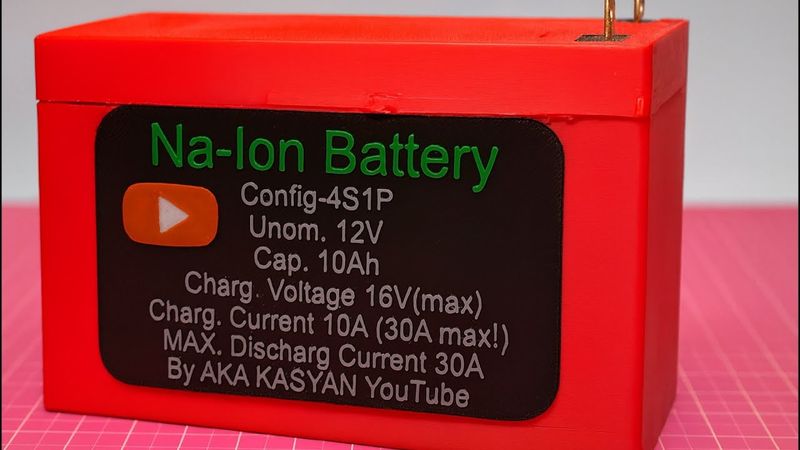 Na-Ion Battery
Config-4S1P
Unom. 12V
Cap. 10Ah
Charg. Voltage 16V(max)
Charg. Current 10A (30A max!)
MAX. Discharg Current 30A
By AKA KASYAN YouTube